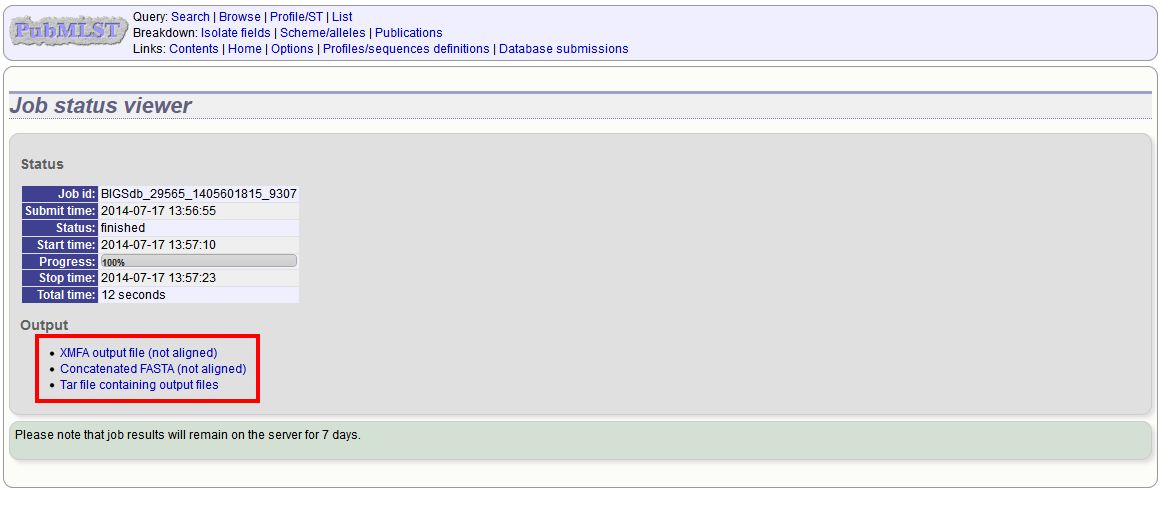 PubMLST
Query: Search | Browse | Profile/ST | List
Breakdown: Isolate fields | Scheme/alleles | Publications
Links: Contents | Home | Options | Profiles/sequences definitions | Database submissions
Job status viewer
Status
Job id: BIGSdb_29565_1405601815_9307
Submit time: 2014-07-17 13:56:55
Status: finished
Start time: 2014-07-17 13:57:10
Progress: 100%
Stop time: 2014-07-17 13:57:23
Total time: 12 seconds
Output
• XMFA output file (not aligned)
• Concatenated FASTA (not aligned)
• Tar file containing output files
Please note that job results will remain on the server for 7 days.